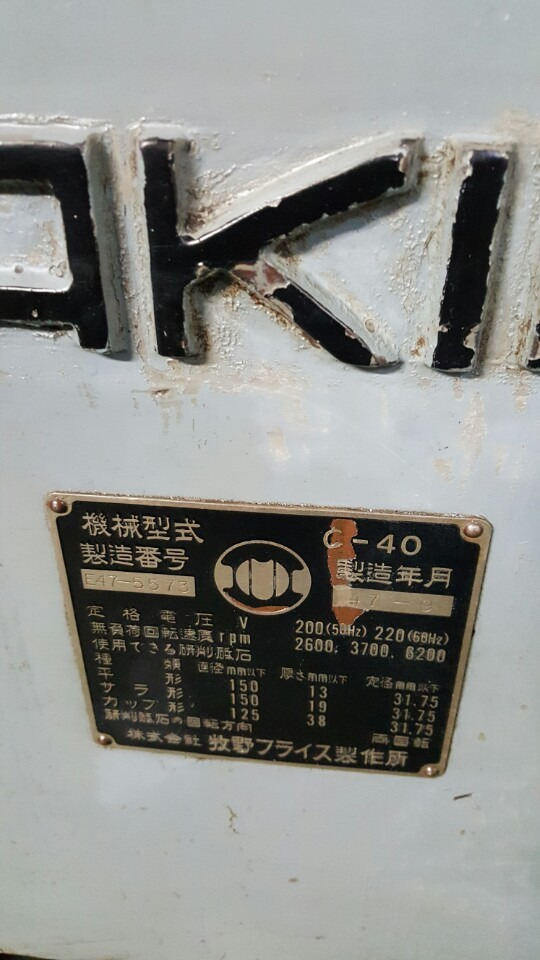 AKI
機械型式 C-40
製造番号 製造年月
E47-5573 47-9
定格電圧 V 200(50Hz) 220(60Hz)
無負荷回転速度rpm 2600, 3700, 6200
使用できる研削砥石
種類 直径mm以下 厚さmm以下 穴径mm以下
平形 150 13 31.75
サラ形 150 19 31.75
カップ形 125 38 31.75
研削砥石の回転方向 両回転
株式会社 牧野フライス製作所